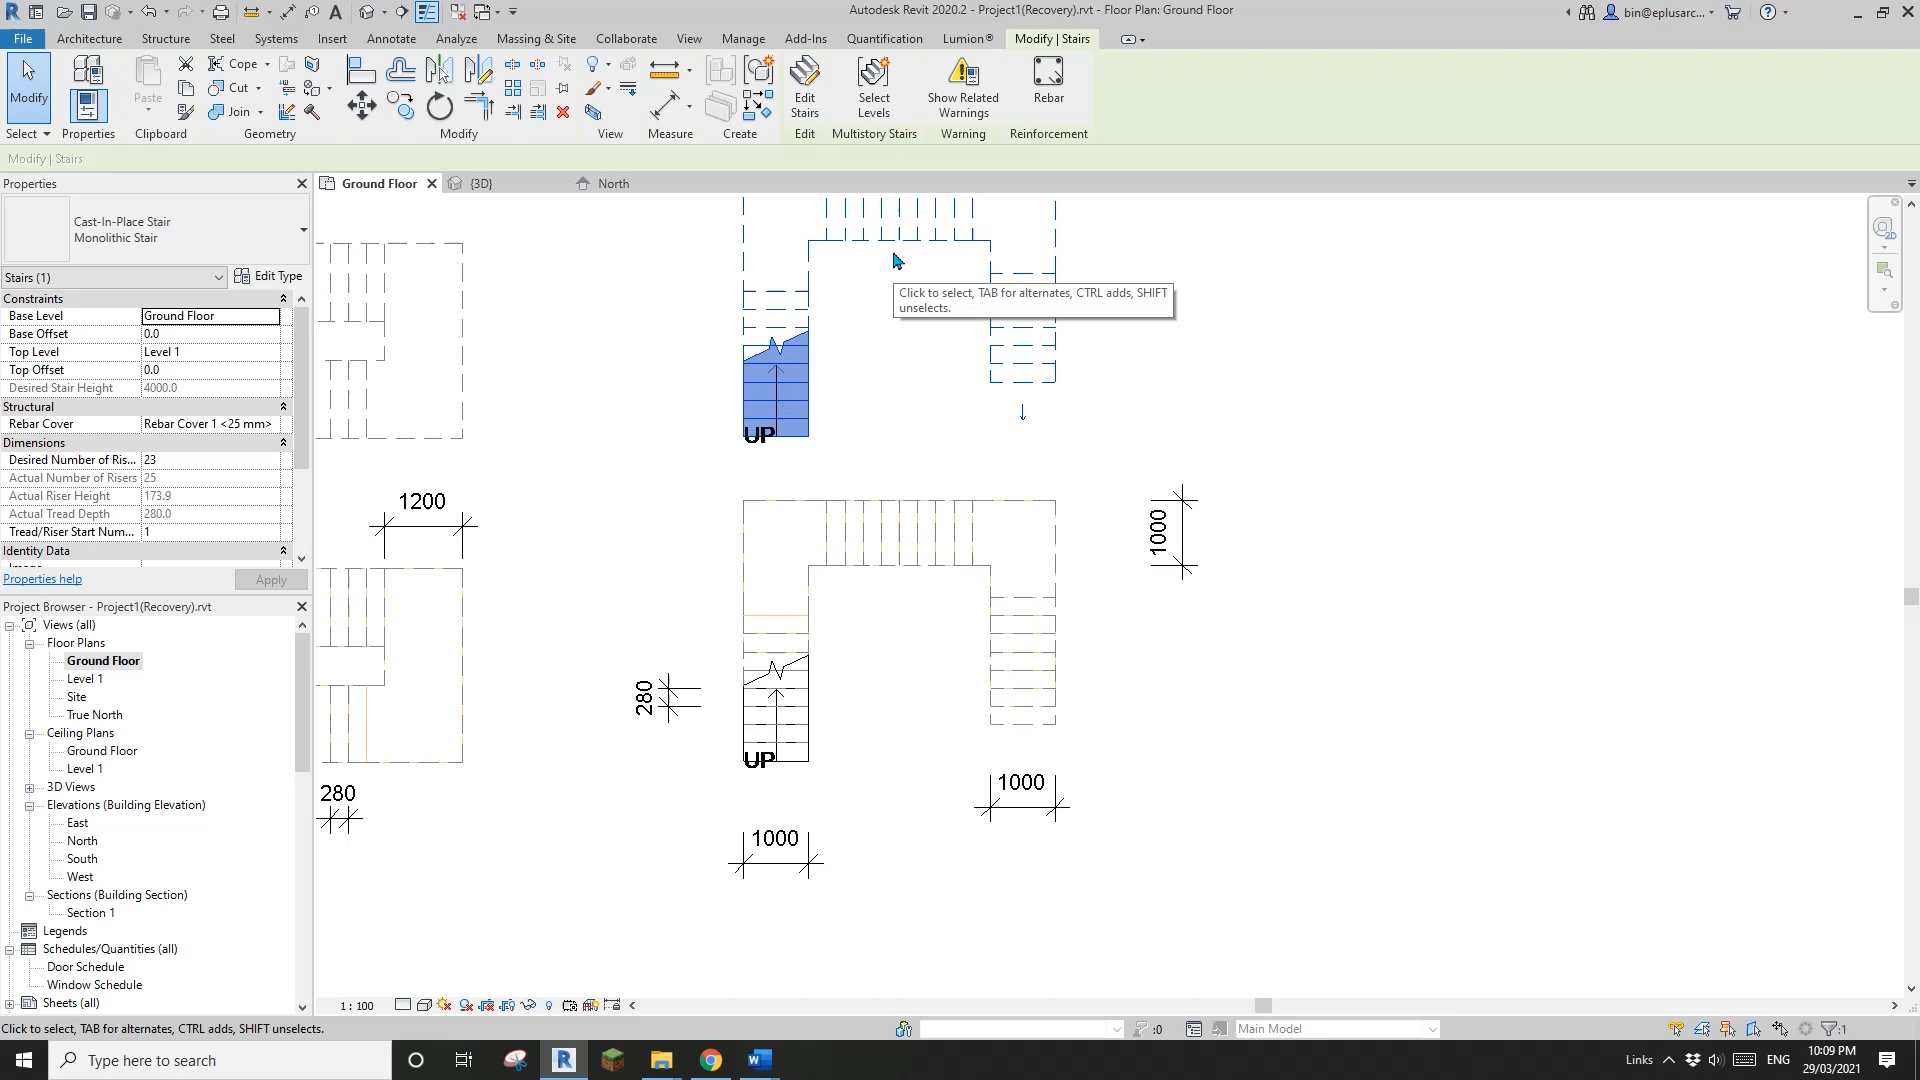 Autodesk Revit 2020.2 - Project1(Recovery).rvt - Floor Plan: Ground Floor
bin@eplusarc...
File Architecture Structure Steel Systems Insert Annotate Analyze Massing & Site Collaborate View Manage Add-Ins Quantification Lumion® Modify | Stairs
Cope
Cut
Join
Modify
Paste
Edit Stairs
Select Levels
Show Related Warnings
Rebar
Select Properties Clipboard Geometry Modify View Measure Create Edit Multistory Stairs Warning Reinforcement
Modify | Stairs
Properties
Ground Floor
{3D}
North
Cast-In-Place Stair
Monolithic Stair
Stairs (1)
Edit Type
Constraints
Base Level Ground Floor
Base Offset 0.0
Top Level Level 1
Top Offset 0.0
Desired Stair Height 4000.0
Structural
Rebar Cover Rebar Cover 1 <25 mm>
Dimensions
Desired Number of Ris... 23
Actual Number of Risers 25
Actual Riser Height 173.9
Actual Tread Depth 280.0
Tread/Riser Start Num... 1
Identity Data
Properties help
Apply
Click to select, TAB for alternates, CTRL adds, SHIFT
unselects.
UP
1200
1000
280
UP
1000
280
1000
Project Browser - Project1(Recovery).rvt
Views (all)
Floor Plans
Ground Floor
Level 1
Site
True North
Ceiling Plans
Ground Floor
Level 1
3D Views
Elevations (Building Elevation)
East
North
South
West
Sections (Building Section)
Section 1
Legends
Schedules/Quantities (all)
Door Schedule
Window Schedule
Sheets (all)
1 : 100
Click to select, TAB for alternates, CTRL adds, SHIFT unselects.
:0
Main Model
:1
Type here to search
Links
ENG
10:09 PM
29/03/2021